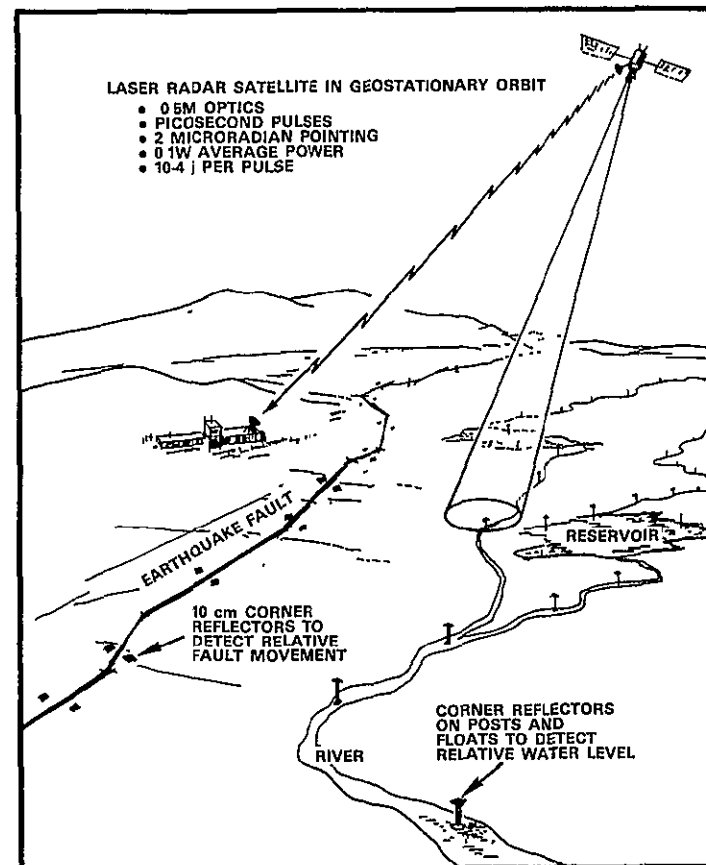 LASER RADAR SATELLITE IN GEOSTATIONARY ORBIT
• 0 5M OPTICS
• PICOSECOND PULSES
• 2 MICRORADIAN POINTING
• 0 1W AVERAGE POWER
• 10-4 j PER PULSE
EARTHQUAKE FAULT
RESERVOIR
10 cm CORNER
REFLECTORS TO
DETECT RELATIVE
FAULT MOVEMENT
CORNER REFLECTORS
ON POSTS AND
FLOATS TO DETECT
RELATIVE WATER LEVEL
RIVER